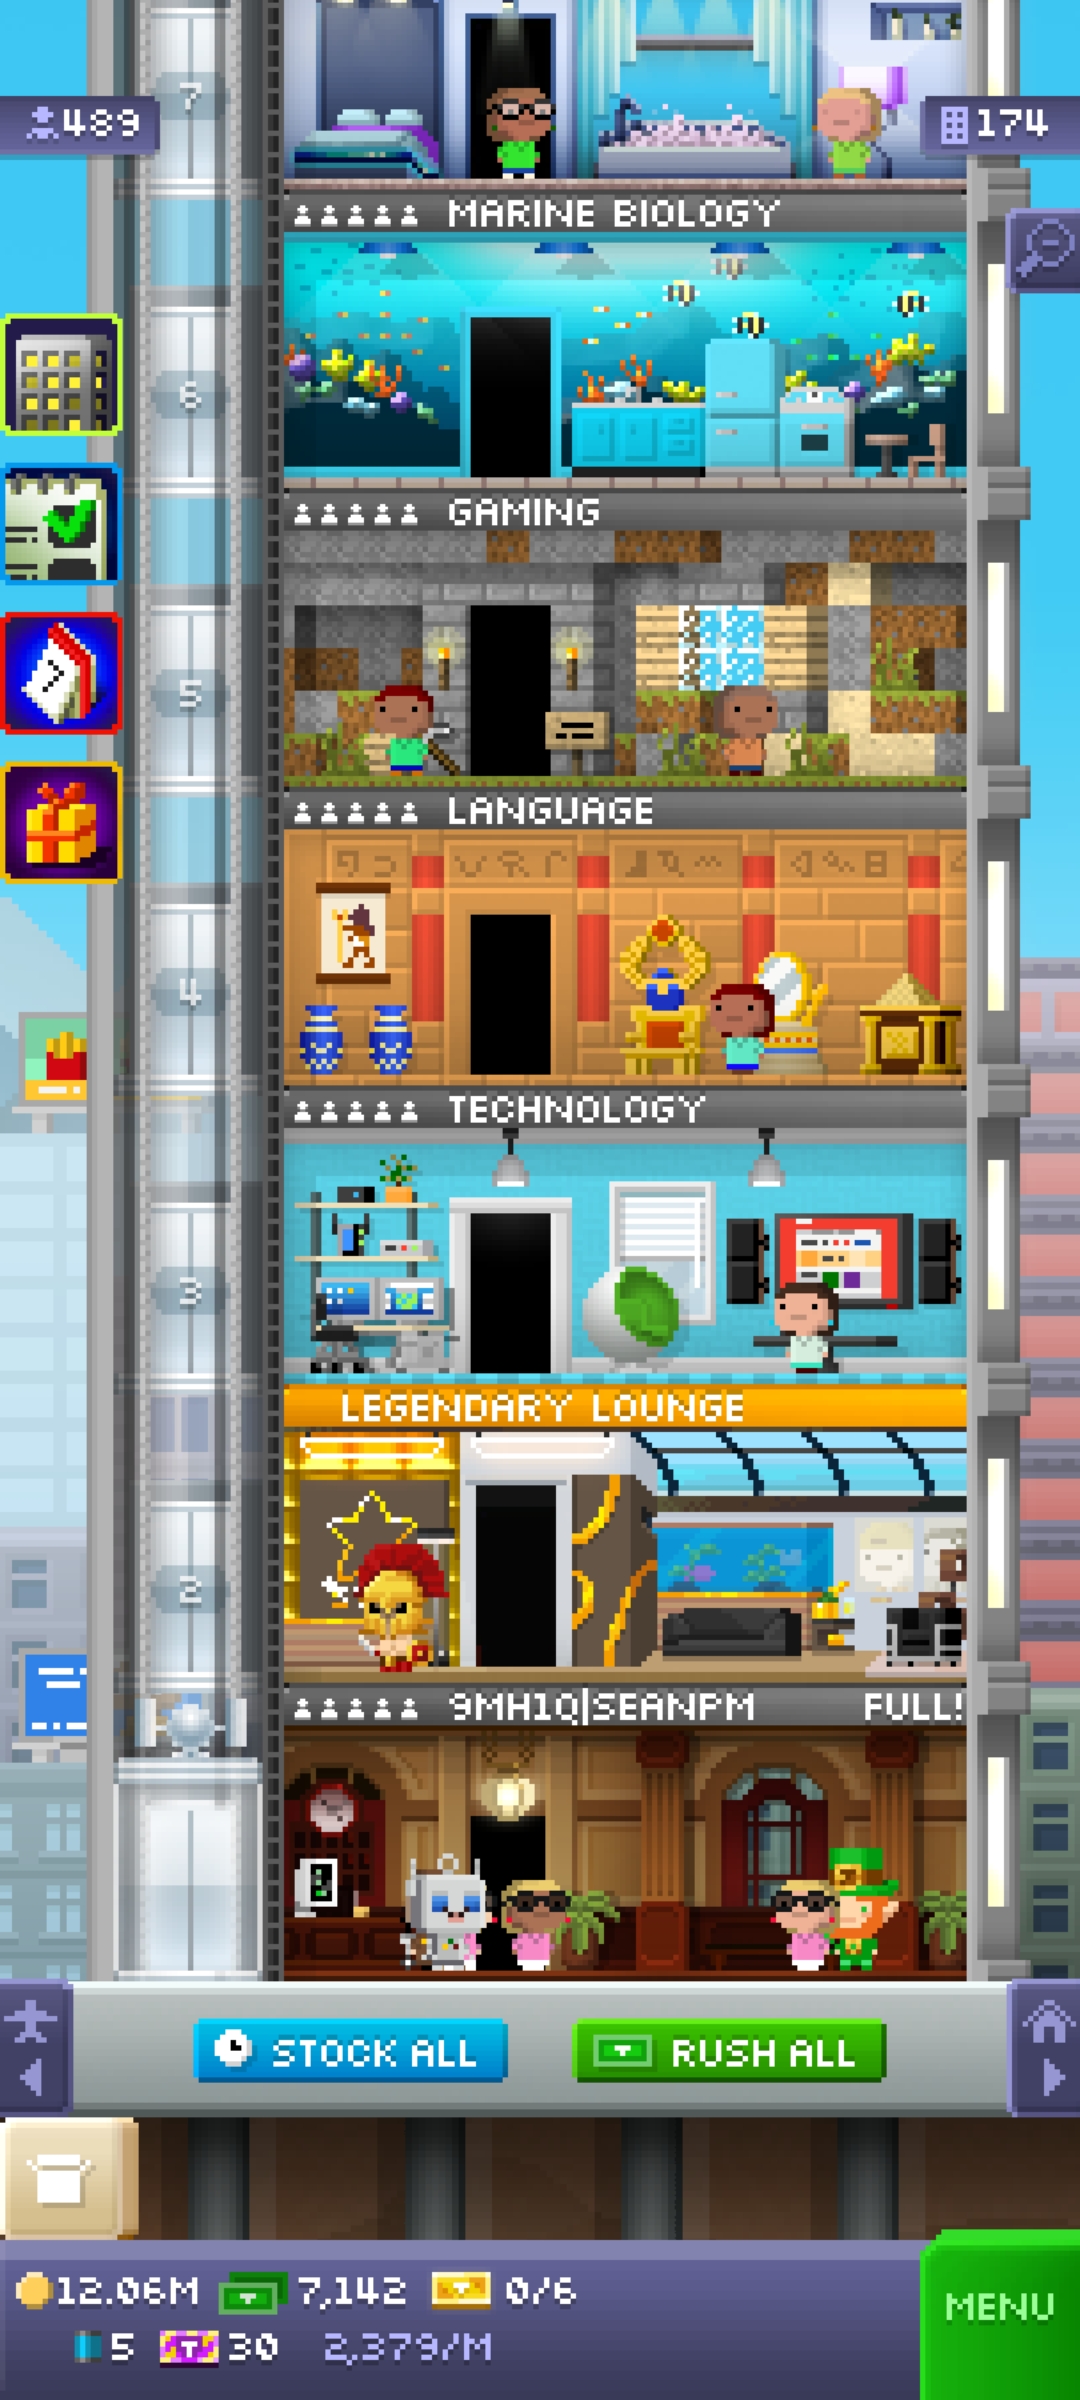 7
489
174
MARINE BIOLOGY
6
GAMING
5
LANGUAGE
4
TECHNOLOGY
3
LEGENDARY LOUNGE
2
9MH1Q|SEANPM FULL!
STOCK ALL
RUSH ALL
12.06M 7,142 0/6
5 30 2,379/M
MENU